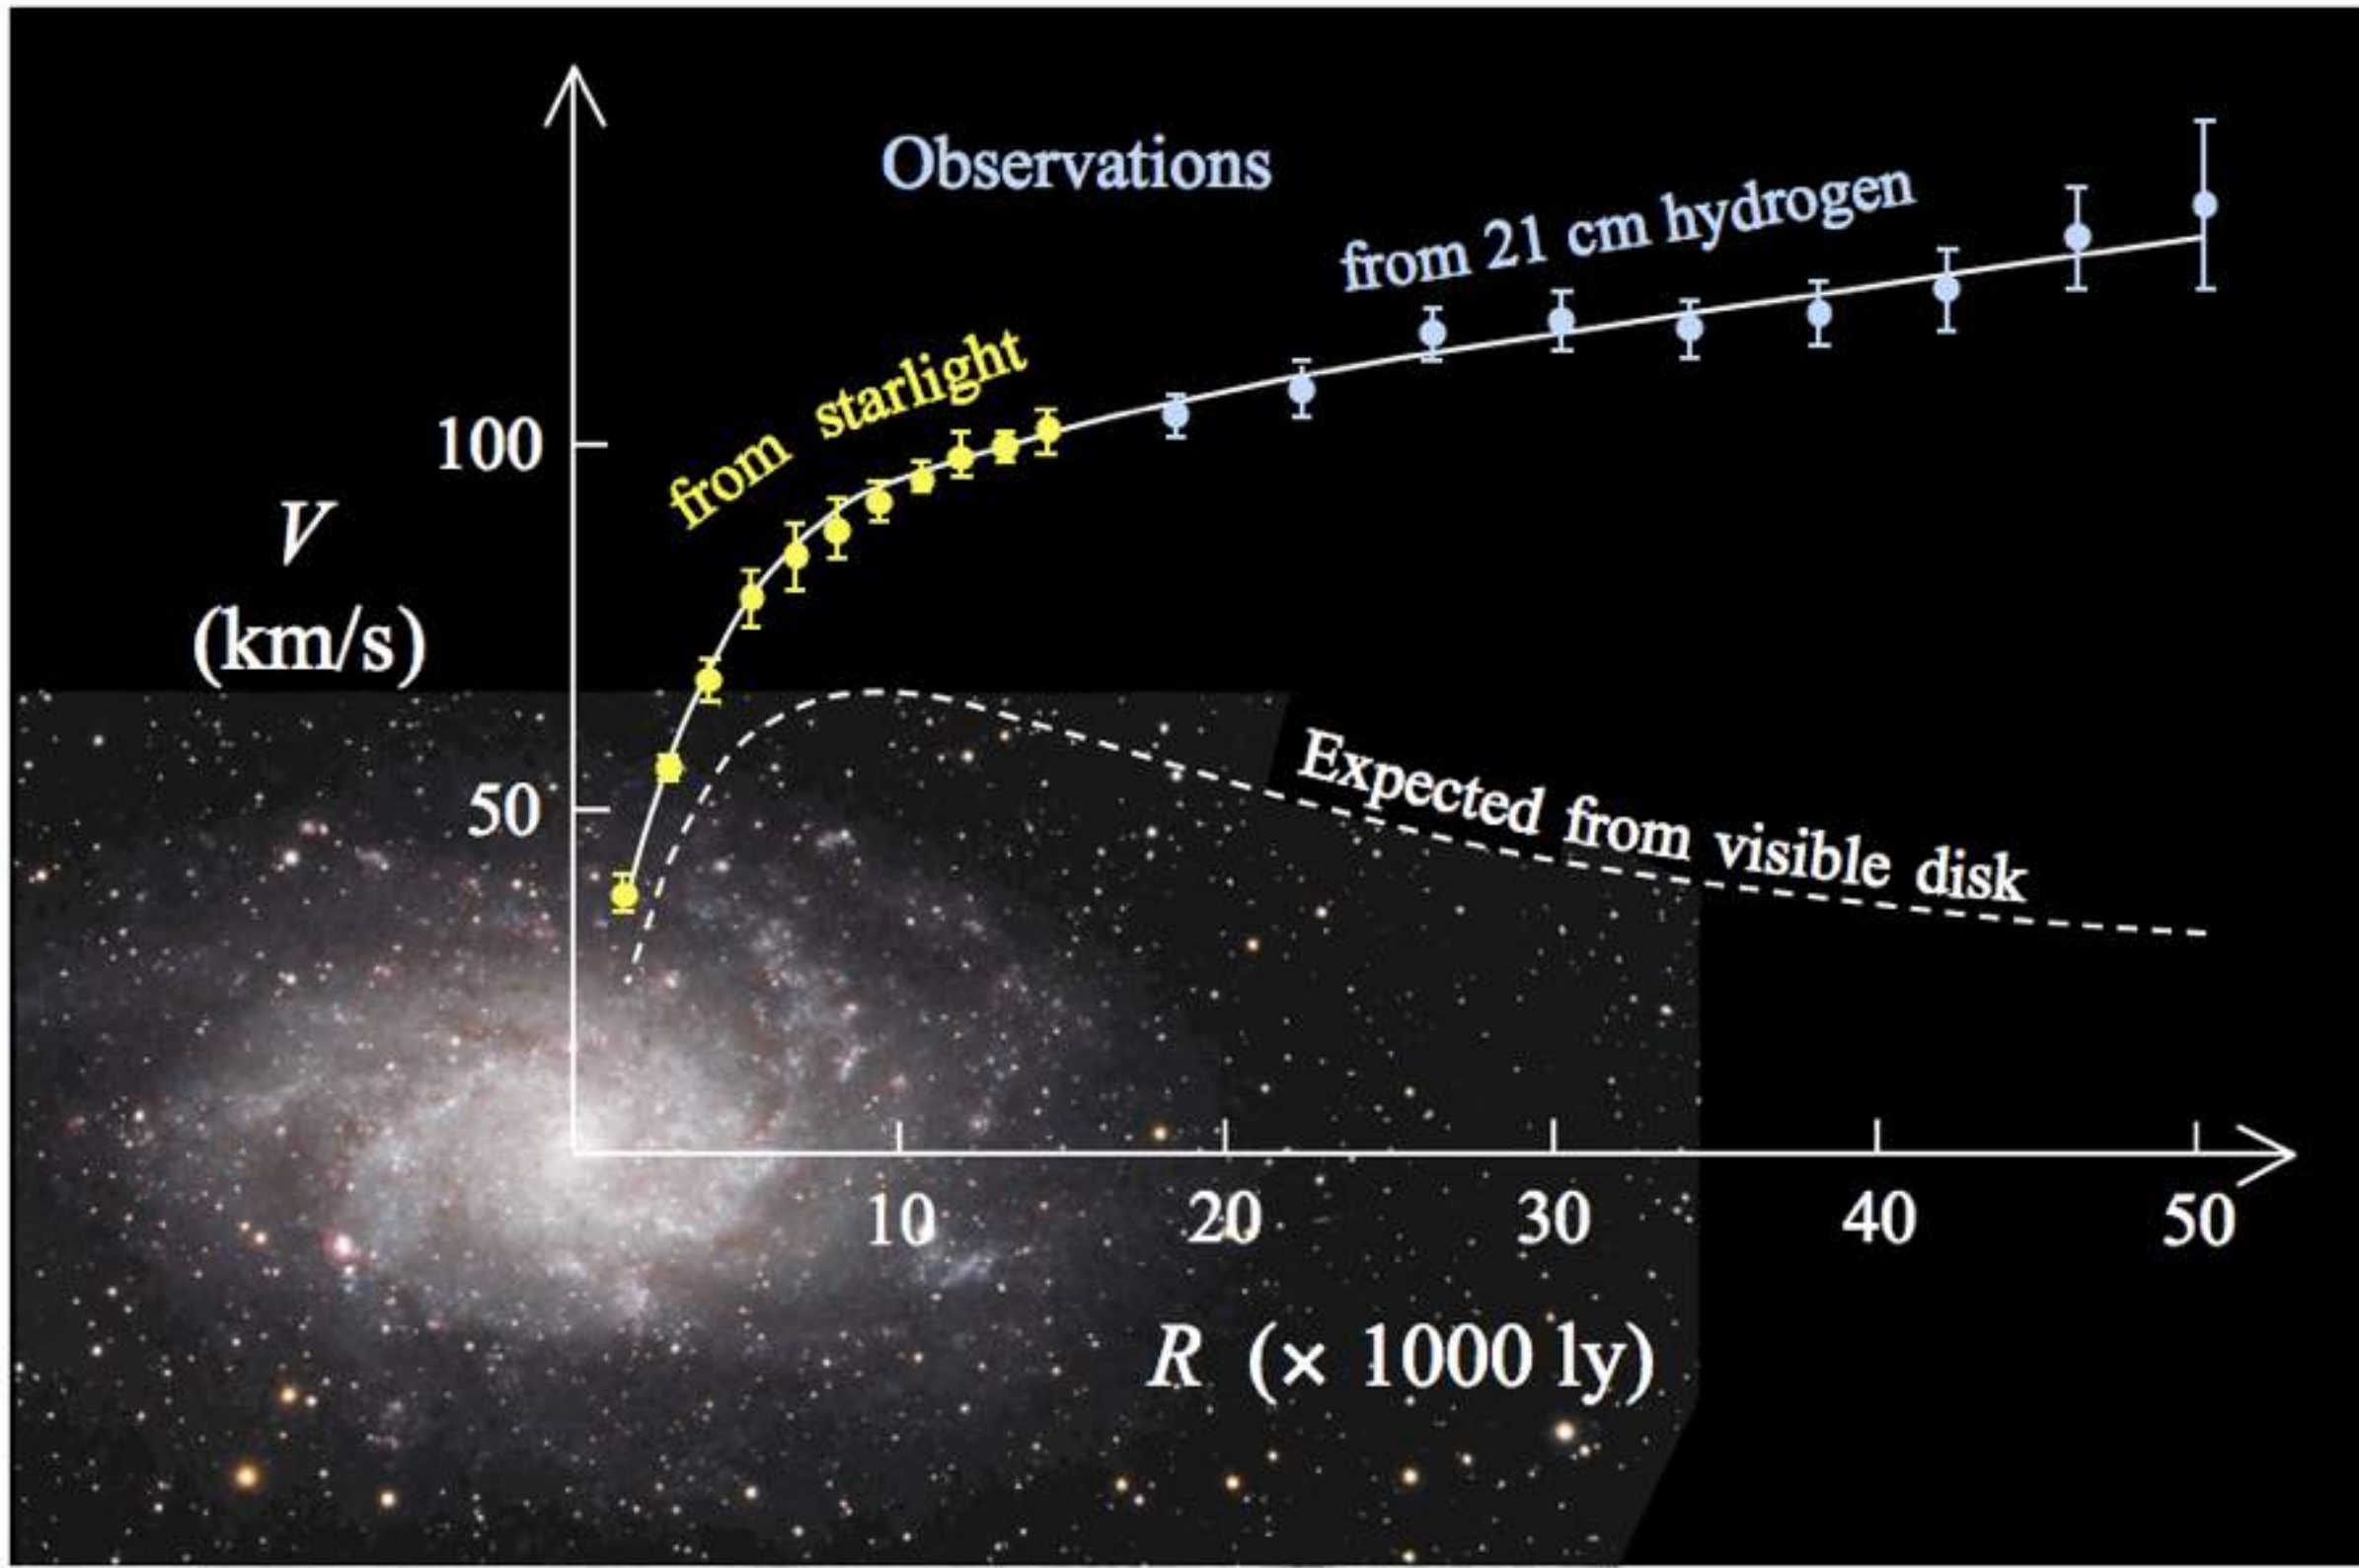 Observations
from 21 cm hydrogen
from starlight
100
V
(km/s)
50
Expected from visible disk
10 20 30 40 50
R (× 1000 ly)